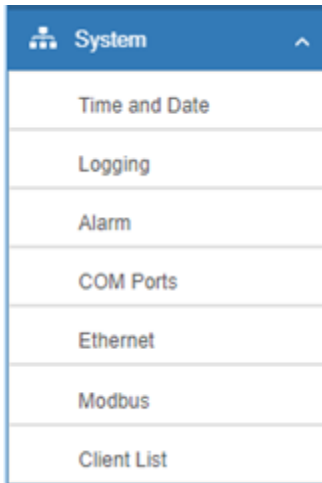 System
Time and Date
Logging
Alarm
COM Ports
Ethernet
Modbus
Client List